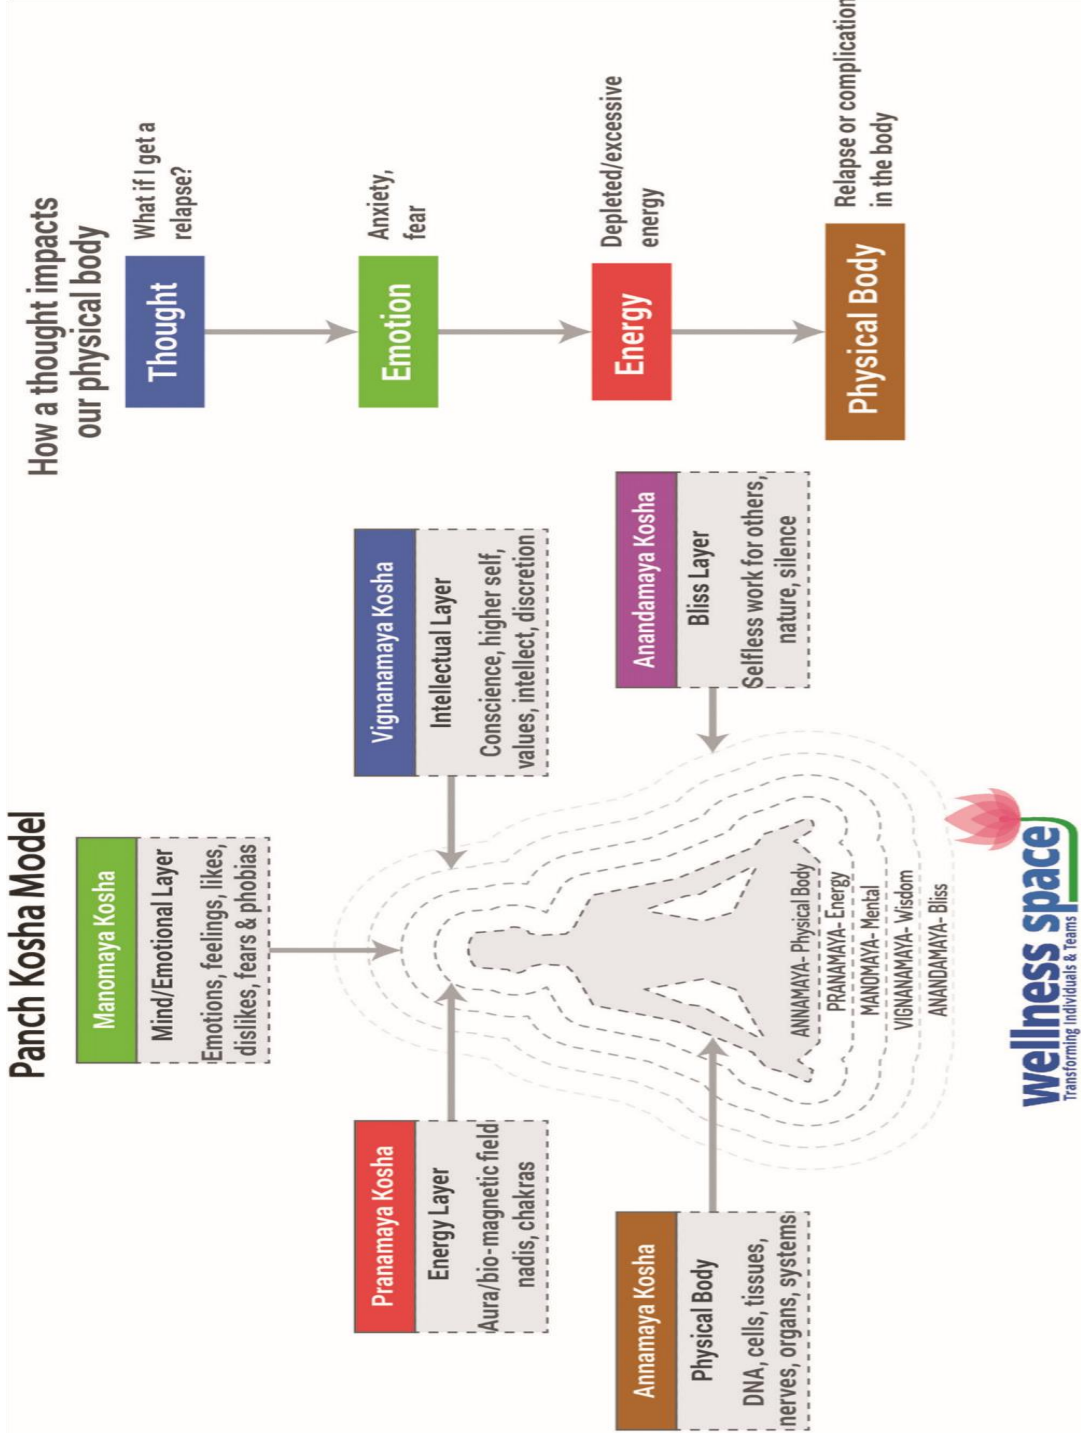 Panch Kosha Model
Manomaya Kosha
Mind/Emotional Layer
Emotions, feelings, likes,
dislikes, fears & phobias
Pranamaya Kosha
Energy Layer
Aura/bio-magnetic field
nadis, chakras
Vignanamaya Kosha
Intellectual Layer
Conscience, higher self,
values, intellect, discretion
Annamaya Kosha
Physical Body
DNA, cells, tissues,
nerves, organs, systems
Anandamaya Kosha
Bliss Layer
Selfless work for others,
nature, silence
ANNAMAYA- Physical Body
PRANAMAYA- Energy
MANOMAYA- Mental
VIGNANAMAYA- Wisdom
ANANDAMAYA- Bliss
wellness space
Transforming Individuals & Teams
How a thought impacts
our physical body
Thought
What if I get a
relapse?
Emotion
Anxiety,
fear
Energy
Depleted/excessive
energy
Physical Body
Relapse or complication
in the body